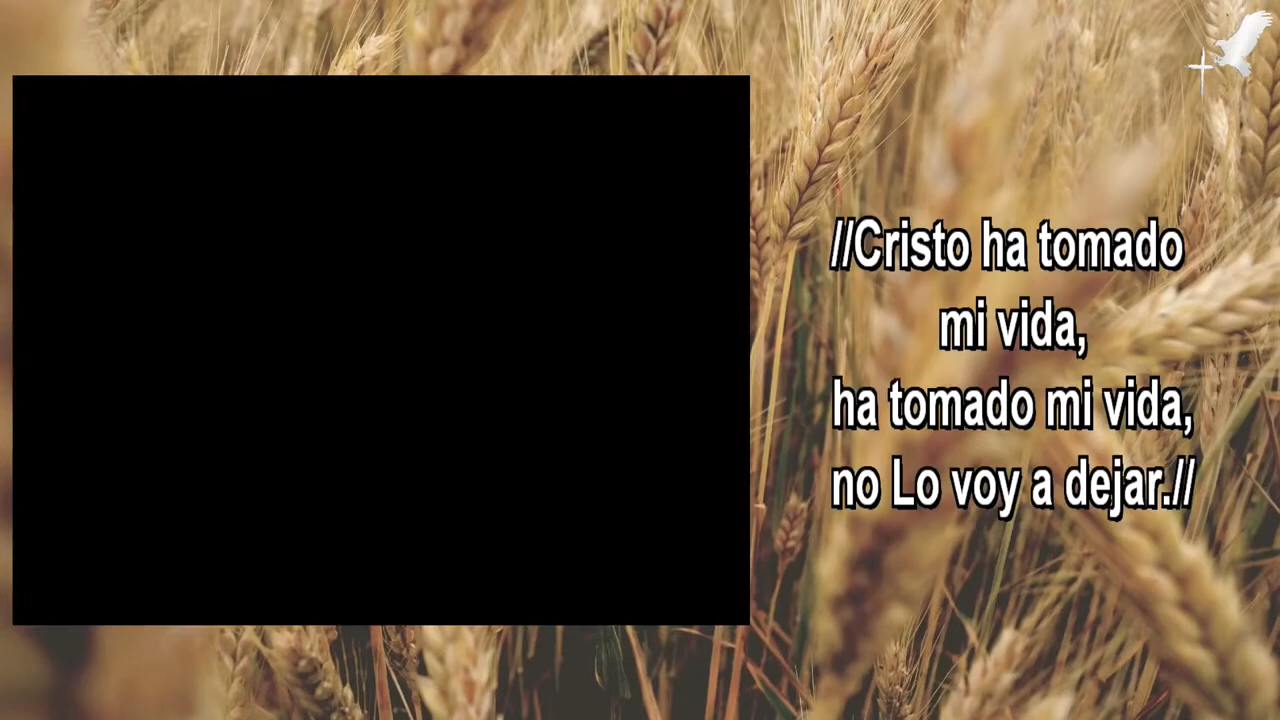 //Cristo ha tomado
mi vida,
ha tomado mi vida,
no Lo voy a dejar.//